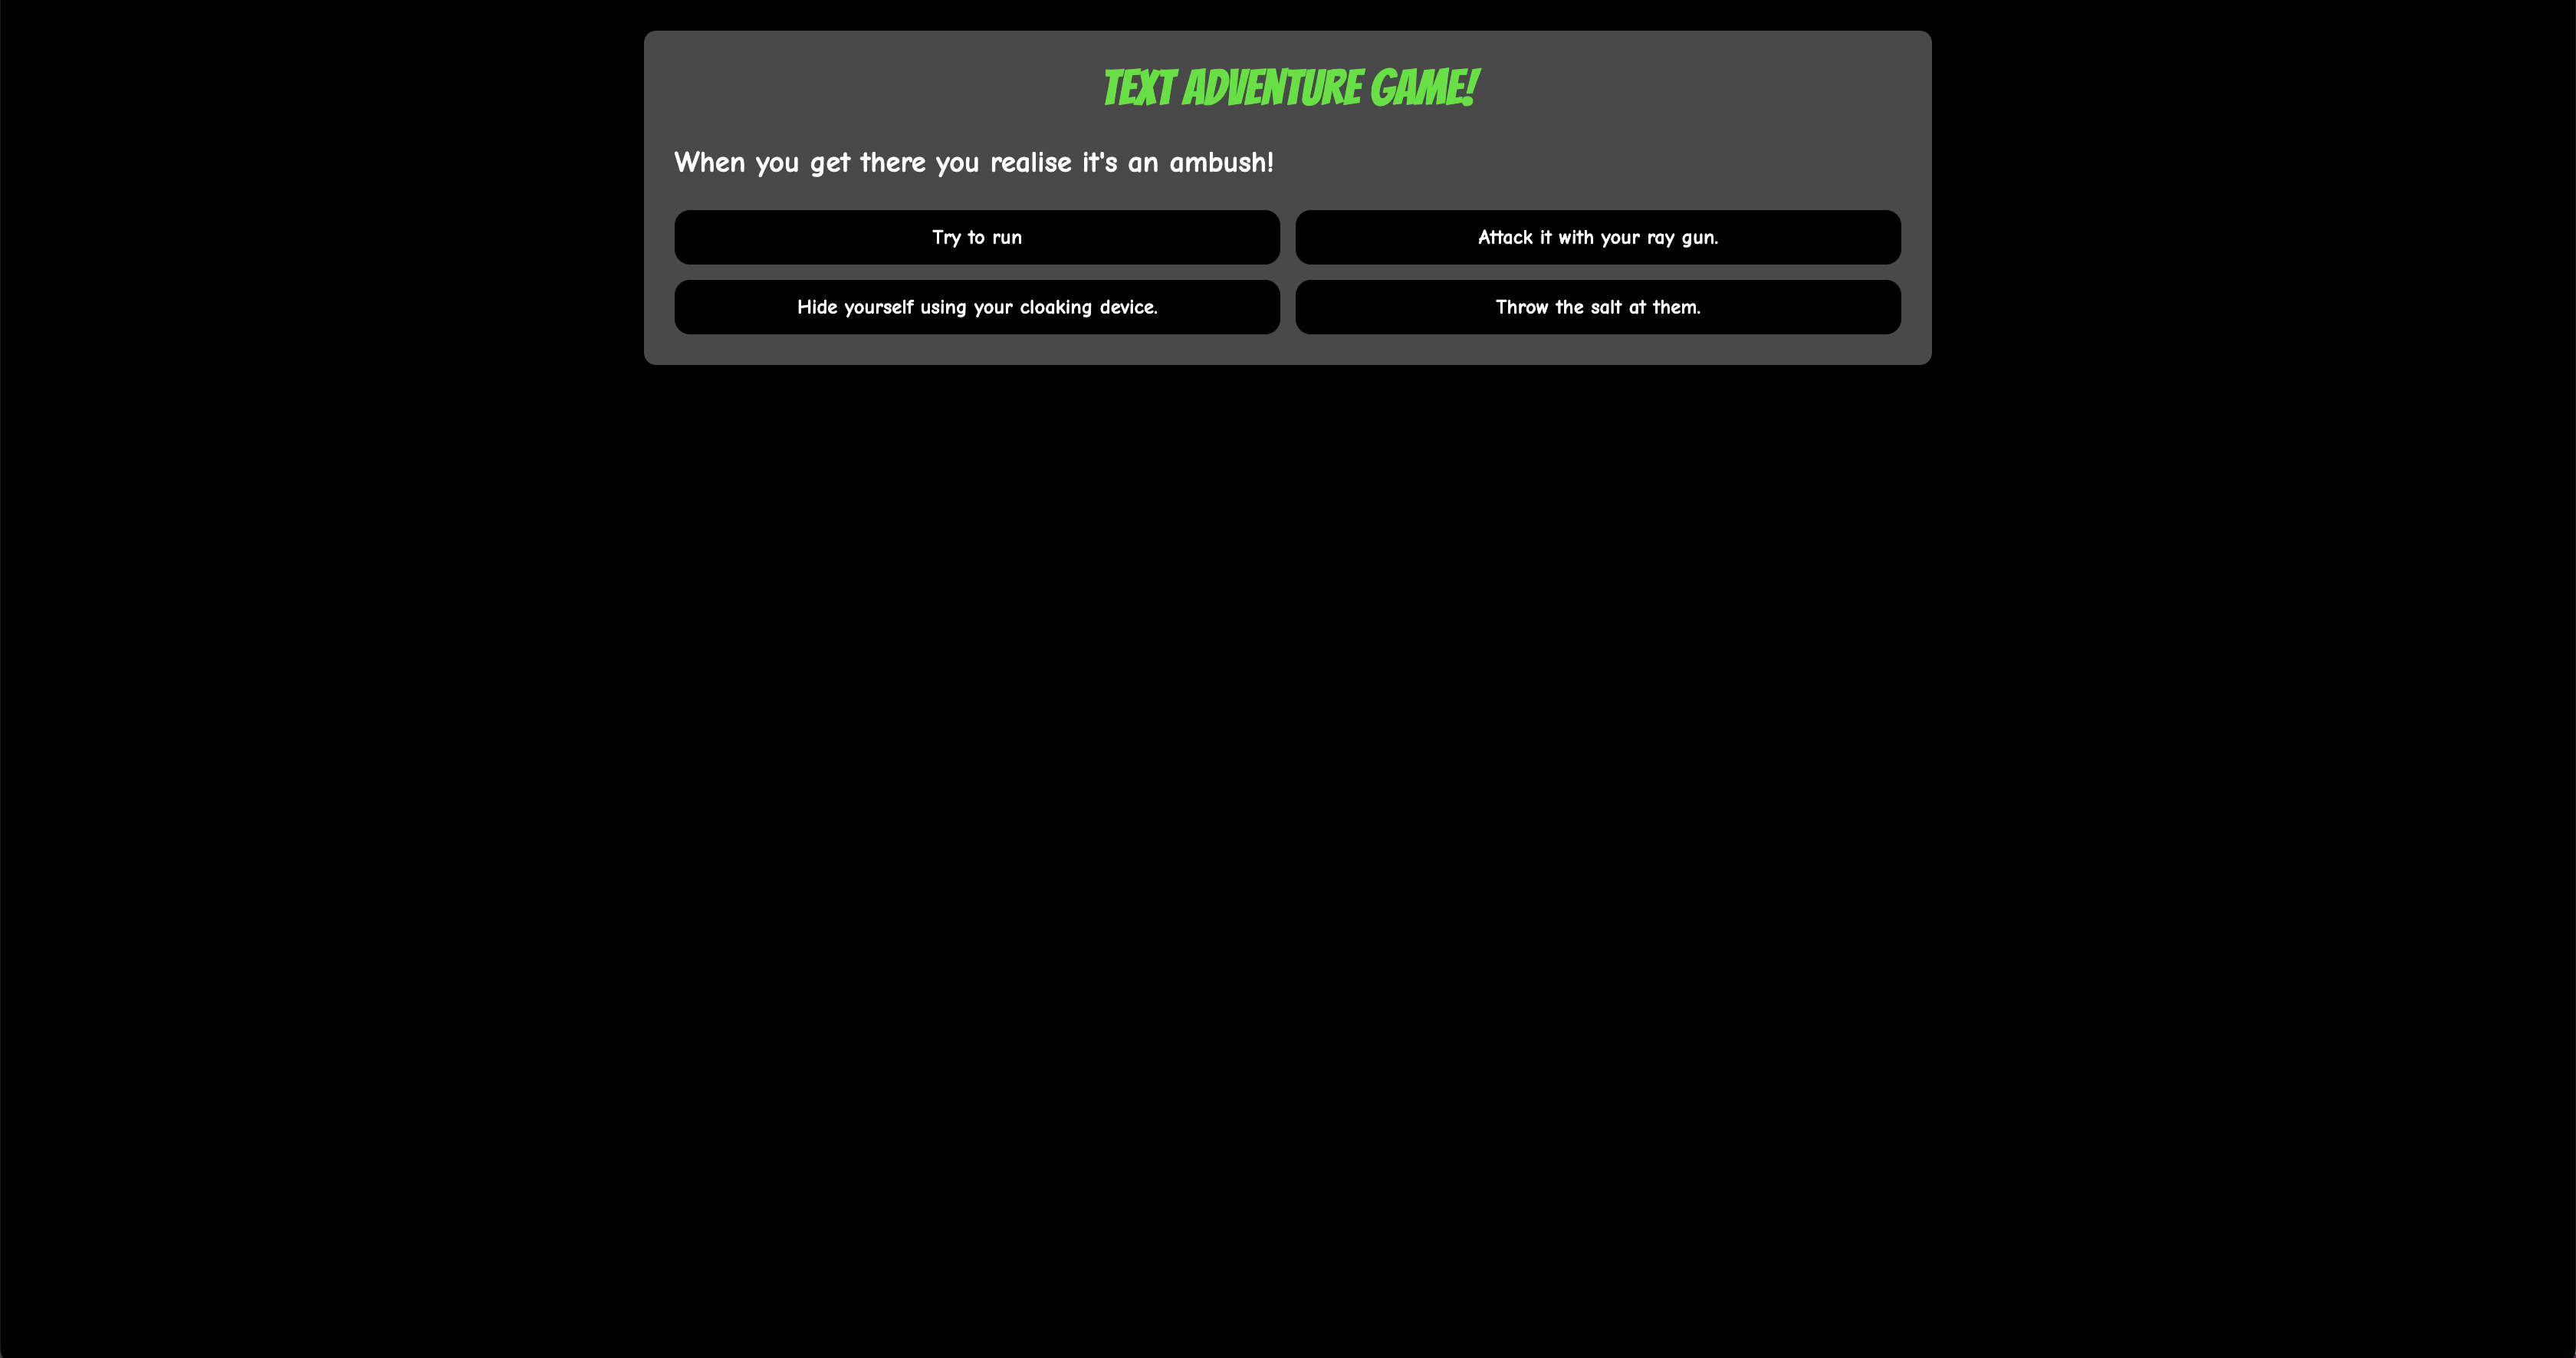 TEXT ADVENTURE GAME!
When you get there you realise it's an ambush!
Try to run
Attack it with your ray gun.
Hide yourself using your cloaking device.
Throw the salt at them.